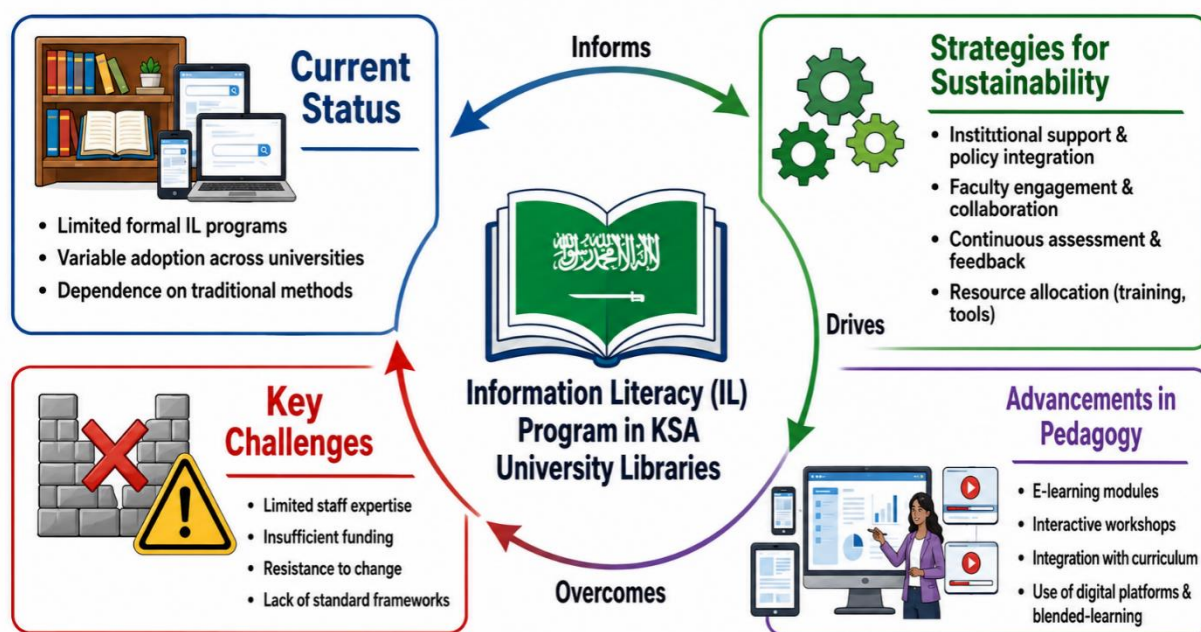 Current
Status
• Limited formal IL programs
• Variable adoption across universities
• Dependence on traditional methods
Informs
Strategies for
Sustainability
• Institutional support &
policy integration
• Faculty engagement &
collaboration
• Continuous assessment &
feedback
• Resource allocation (training,
tools)
Drives
Information Literacy (IL)
Program in KSA
University Libraries
Key
Challenges
• Limited staff expertise
• Insufficient funding
• Resistance to change
• Lack of standard frameworks
Overcomes
Advancements in
Pedagogy
• E-learning modules
• Interactive workshops
• Integration with curriculum
• Use of digital platforms &
blended-learning